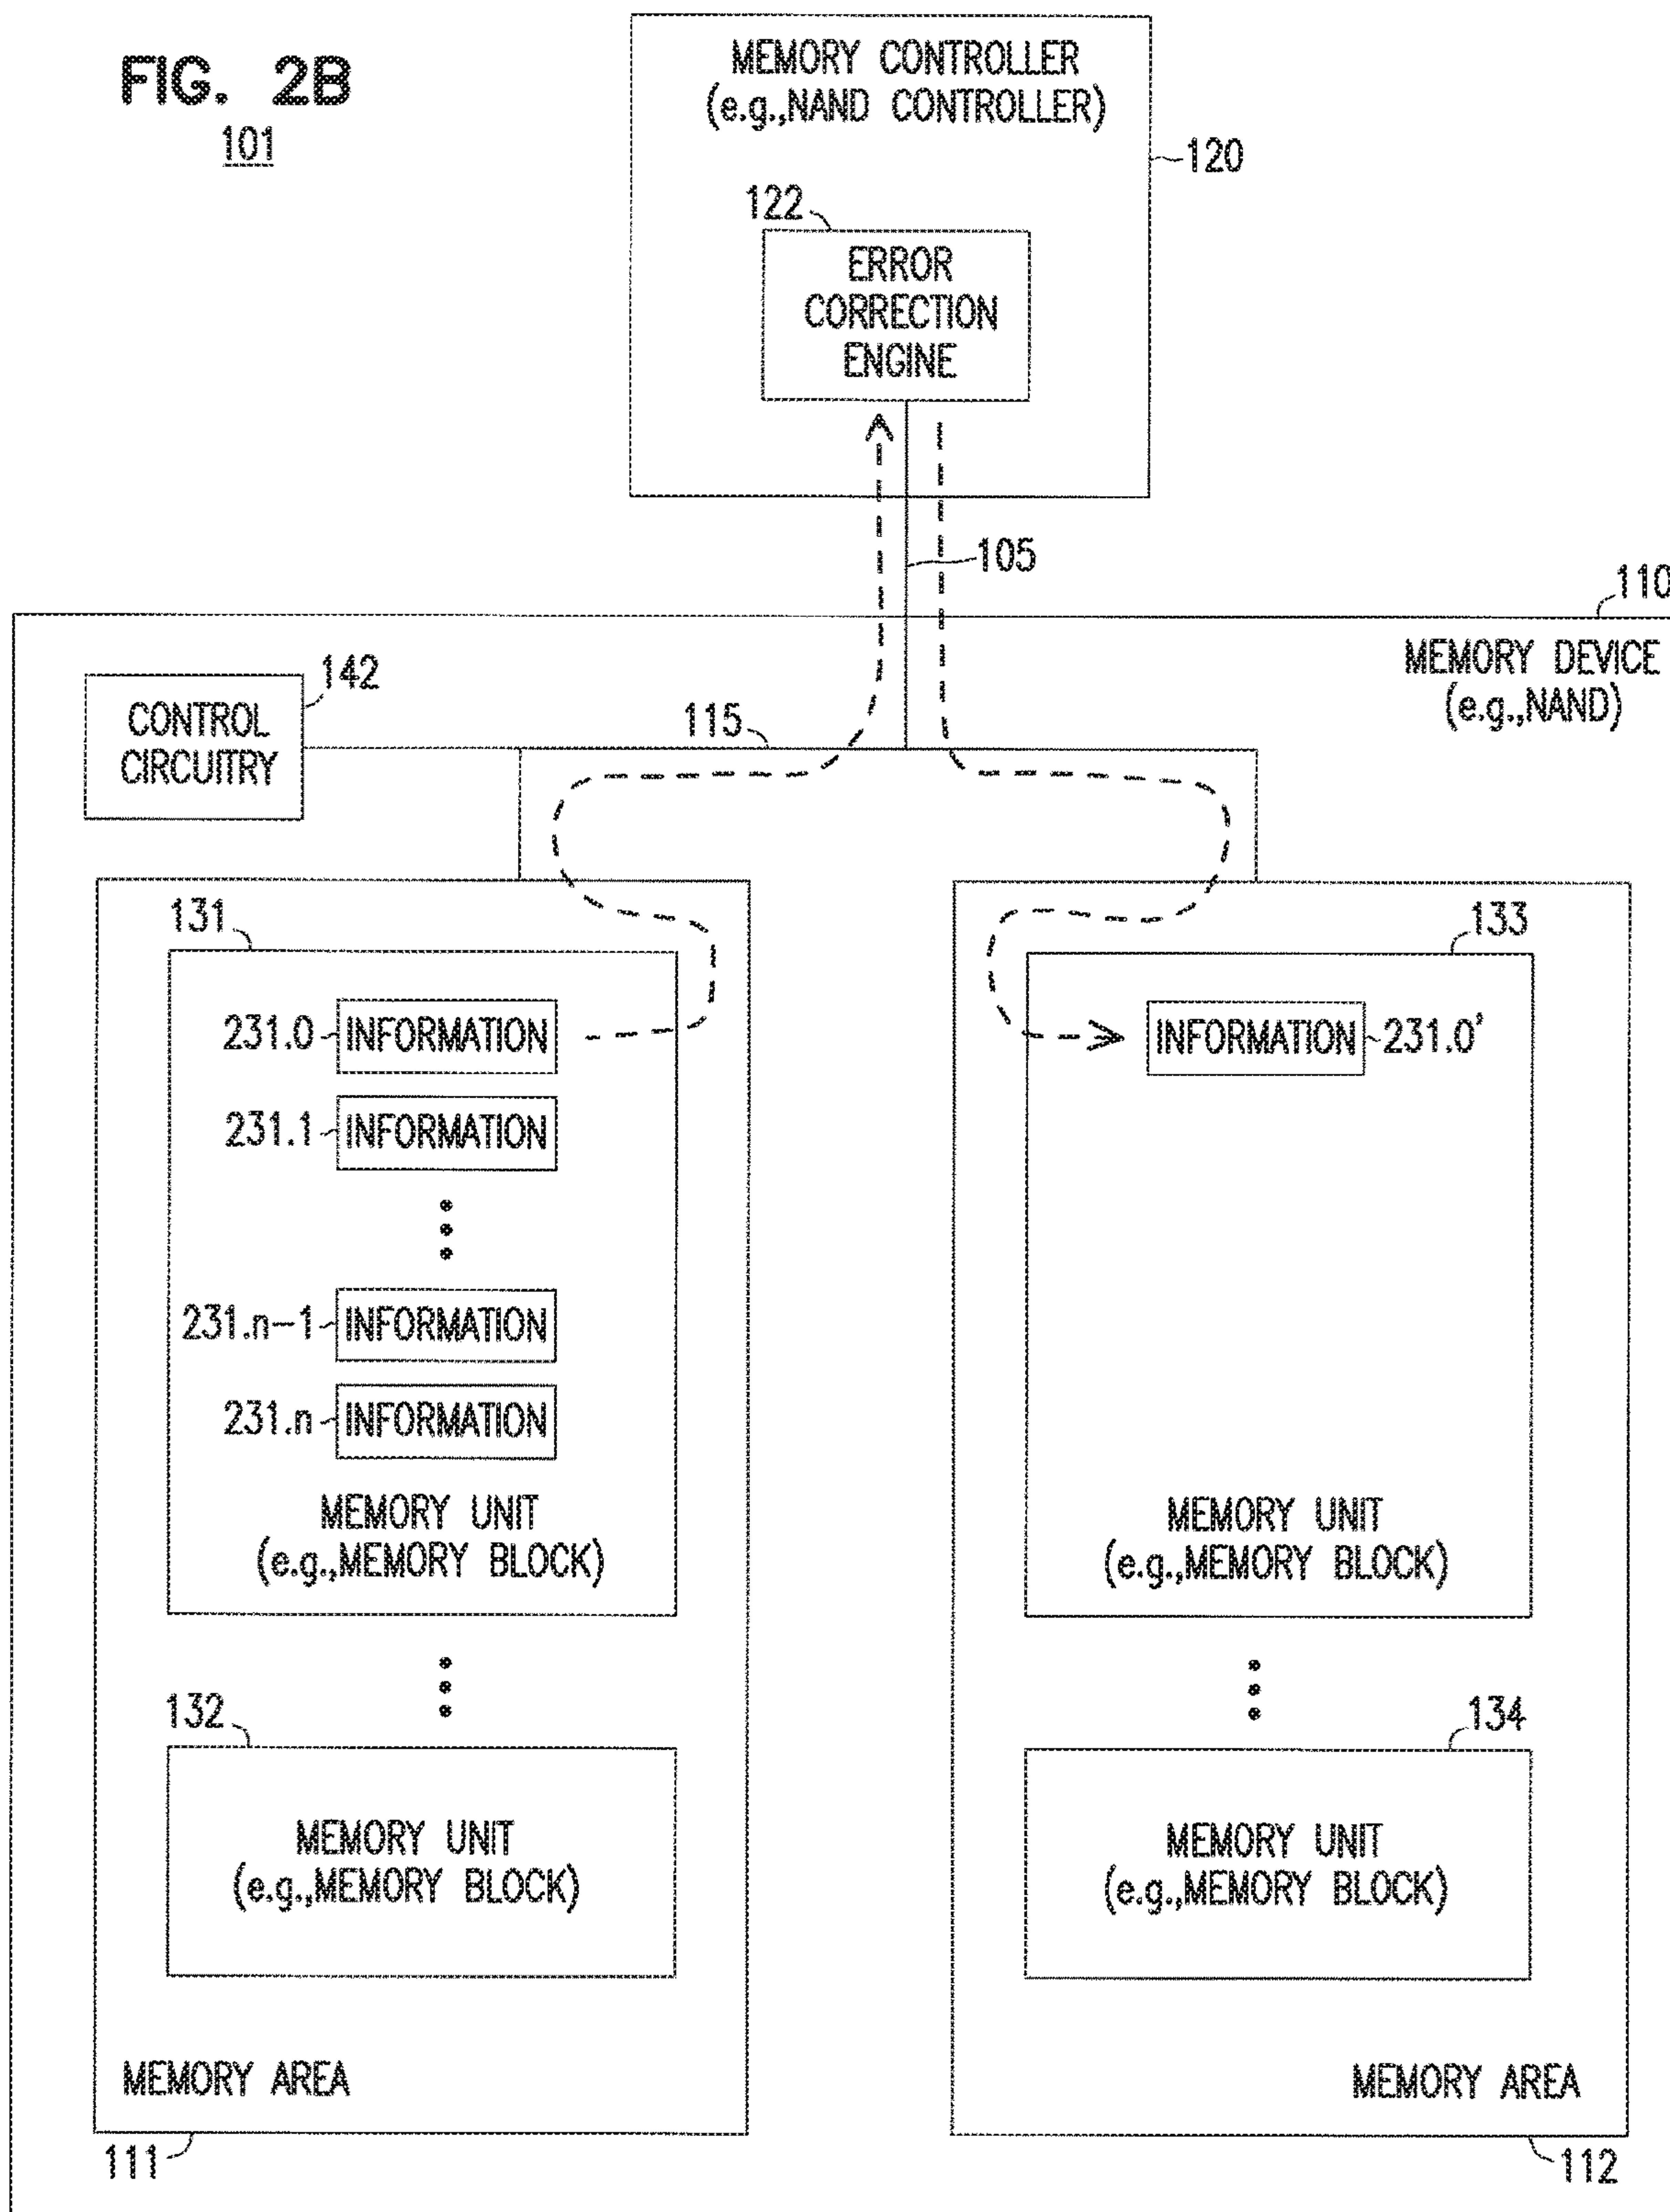 FIG. 2B
101
MEMORY CONTROLLER
(e.g.,NAND CONTROLLER)
120
122
ERROR
CORRECTION
ENGINE
105
110
MEMORY DEVICE
(e.g.,NAND)
142
CONTROL
CIRCUITRY
115
131
231.0 INFORMATION
231.1 INFORMATION
231.n-1 INFORMATION
231.n INFORMATION
MEMORY UNIT
(e.g.,MEMORY BLOCK)
132
MEMORY UNIT
(e.g.,MEMORY BLOCK)
MEMORY AREA
111
133
INFORMATION 231.0'
MEMORY UNIT
(e.g.,MEMORY BLOCK)
134
MEMORY UNIT
(e.g.,MEMORY BLOCK)
MEMORY AREA
112